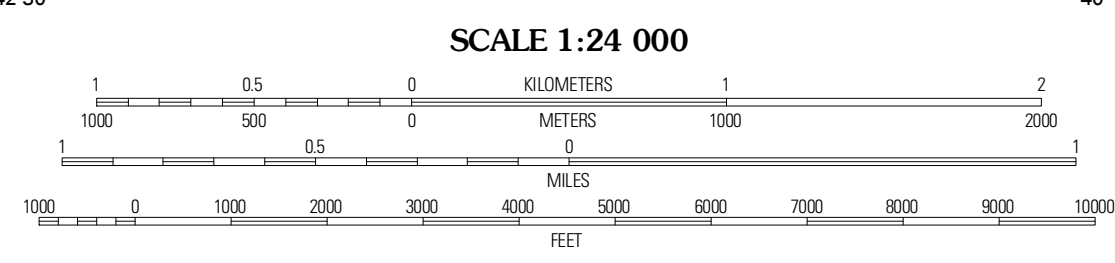 SCALE 1:24 000
1 0.5 0 KILOMETERS 1 2
1000 500 0 METERS 1000 2000
1 0.5 0 1
MILES
1000 0 1000 2000 3000 4000 5000 6000 7000 8000 9000 10000
FEET